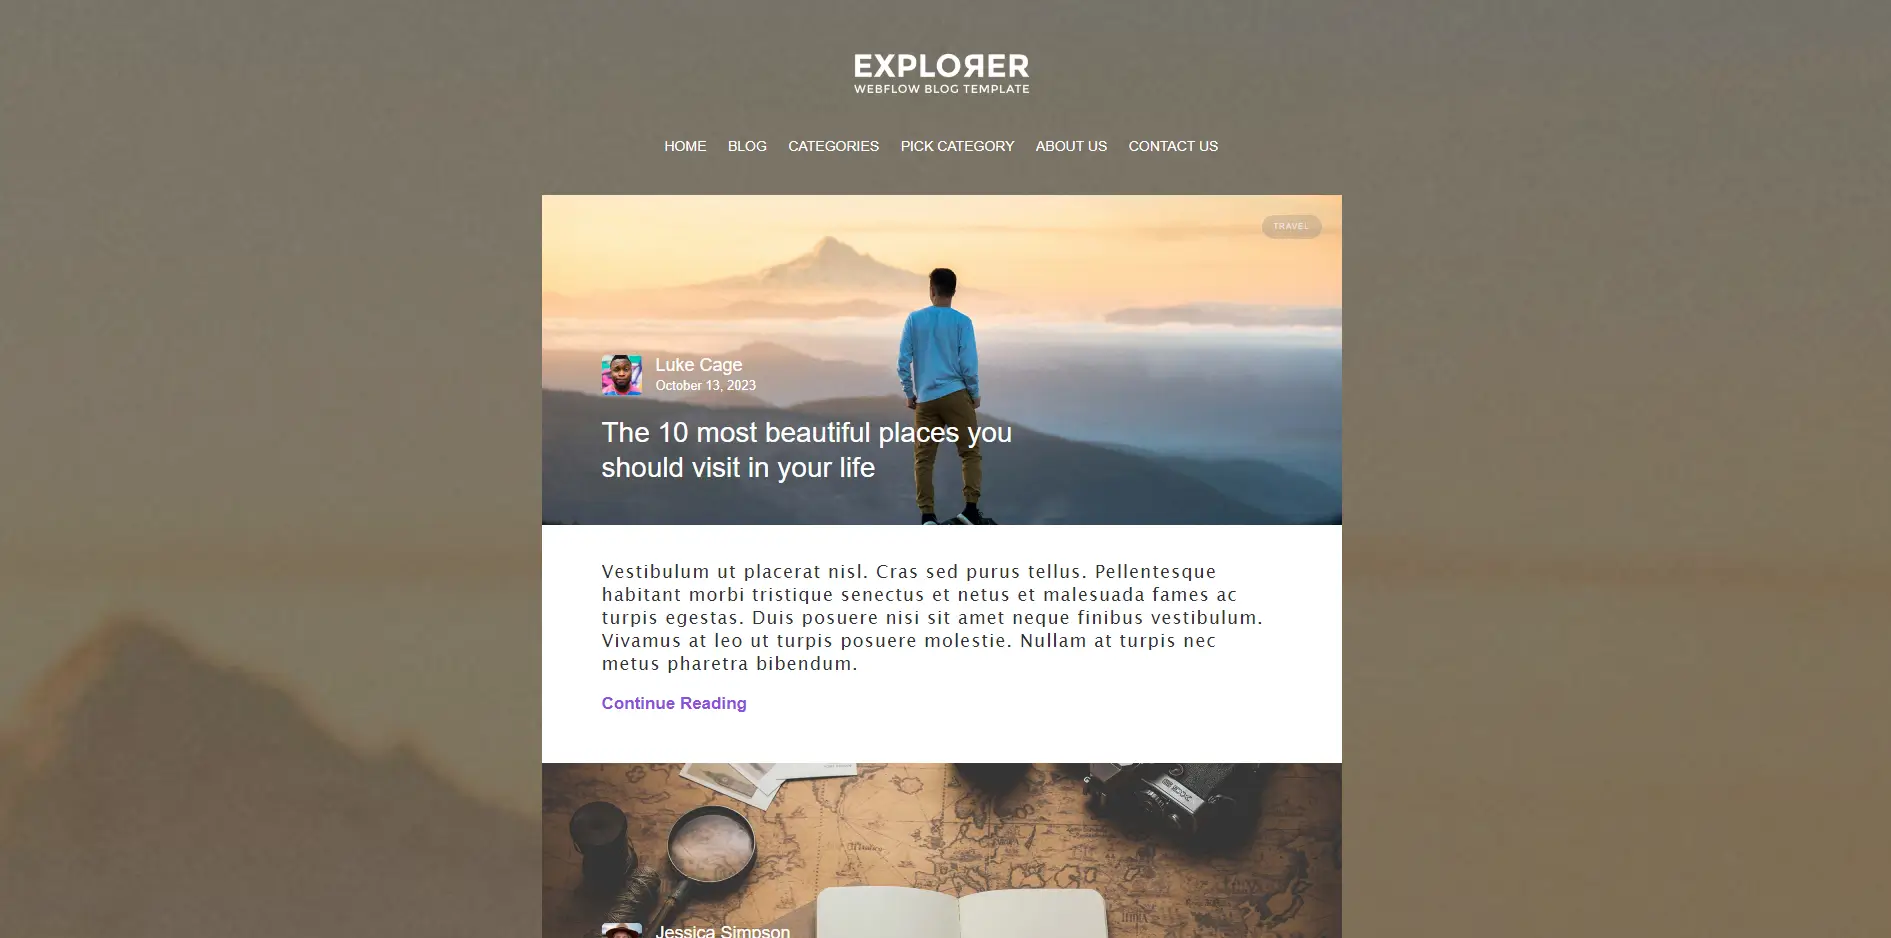 EXPLOЯER
WEBFLOW BLOG TEMPLATE
HOME BLOG CATEGORIES PICK CATEGORY ABOUT US CONTACT US
TRAVEL
Luke Cage
October 13, 2023
The 10 most beautiful places you
should visit in your life
Vestibulum ut placerat nisl. Cras sed purus tellus. Pellentesque
habitant morbi tristique senectus et netus et malesuada fames ac
turpis egestas. Duis posuere nisi sit amet neque finibus vestibulum.
Vivamus at leo ut turpis posuere molestie. Nullam at turpis nec
metus pharetra bibendum.
Continue Reading
Jessica Simpson